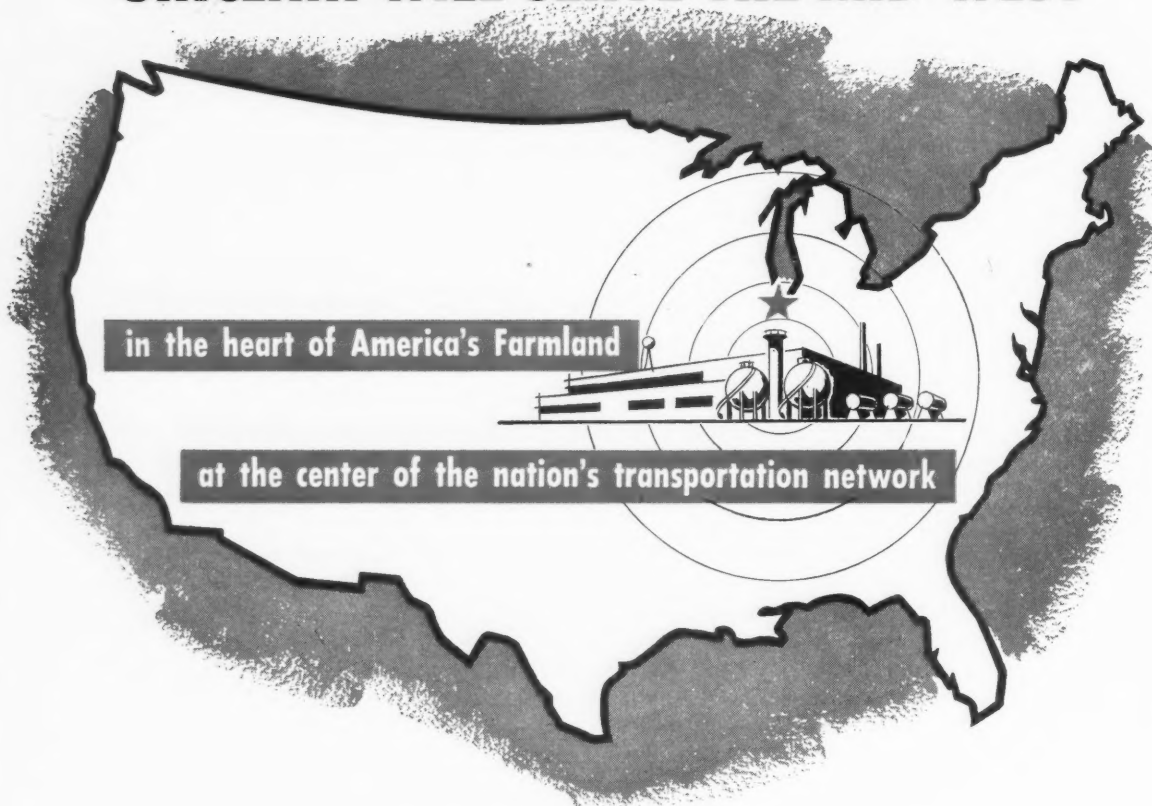 in the heart of America's Farmland
at the center of the nation's transportation network